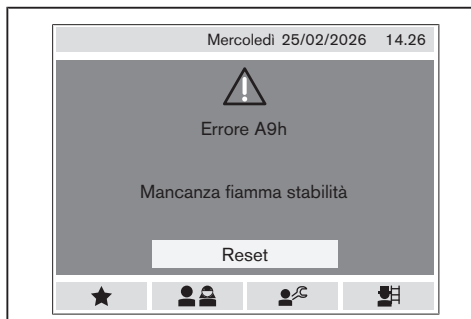 Mercoledì 25/02/2026 14.26
Errore A9h
Mancanza fiamma stabilità
Reset